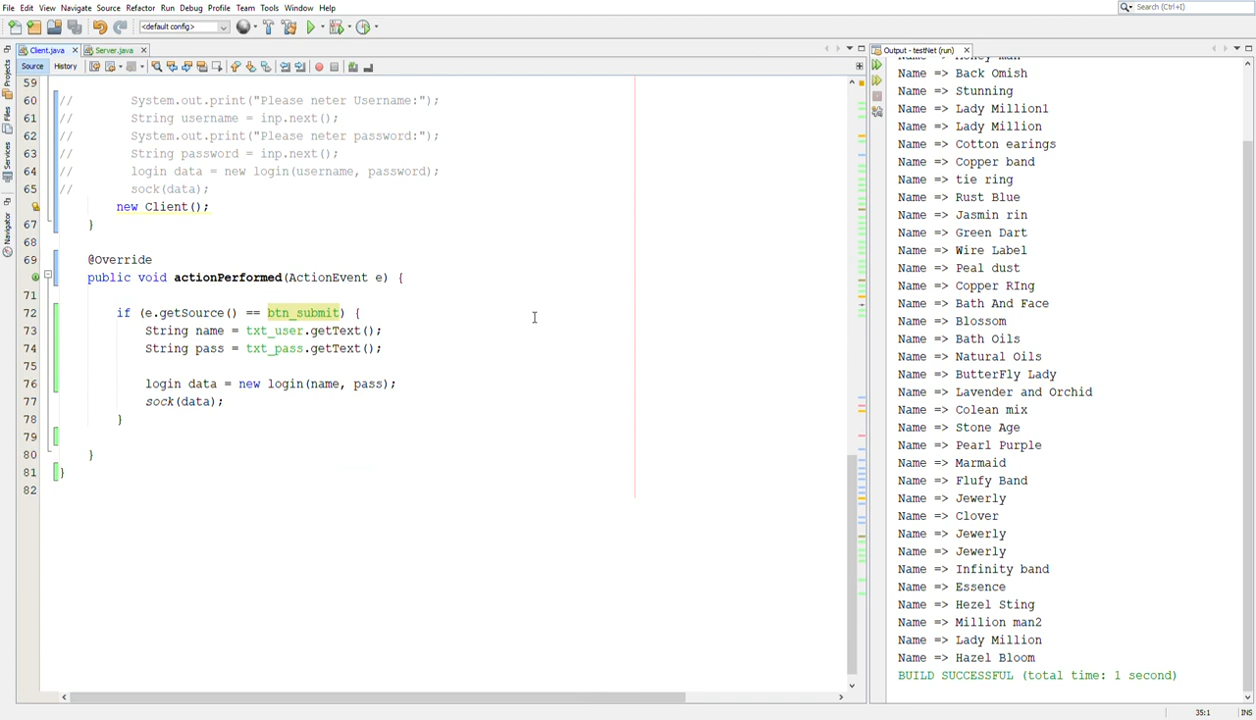 File Edit View Navigate Source Refactor Run Debug Profile Team Tools Window Help
Search (Ctrl+I)
<default config>
Client.java
Server.java
Output - testNet (run)
Source History
Projects
Files
Services
Navigator
59
60 // System.out.print("Please neter Username:");
61 // String username = inp.next();
62 // System.out.print("Please neter password:");
63 // String password = inp.next();
64 // login data = new login(username, password);
65 // sock(data);
new Client();
67 }
68
69 @Override
public void actionPerformed(ActionEvent e) {
71
72 if (e.getSource() == btn_submit) {
73 String name = txt_user.getText();
74 String pass = txt_pass.getText();
75
76 login data = new login(name, pass);
77 sock(data);
78 }
79
80 }
81 }
82
Name => Back Omish
Name => Stunning
Name => Lady Million1
Name => Lady Million
Name => Cotton earings
Name => Copper band
Name => tie ring
Name => Rust Blue
Name => Jasmin rin
Name => Green Dart
Name => Wire Label
Name => Peal dust
Name => Copper RIng
Name => Bath And Face
Name => Blossom
Name => Bath Oils
Name => Natural Oils
Name => ButterFly Lady
Name => Lavender and Orchid
Name => Colean mix
Name => Stone Age
Name => Pearl Purple
Name => Marmaid
Name => Flufy Band
Name => Jewerly
Name => Clover
Name => Jewerly
Name => Jewerly
Name => Infinity band
Name => Essence
Name => Hezel Sting
Name => Million man2
Name => Lady Million
Name => Hazel Bloom
BUILD SUCCESSFUL (total time: 1 second)
35:1 INS